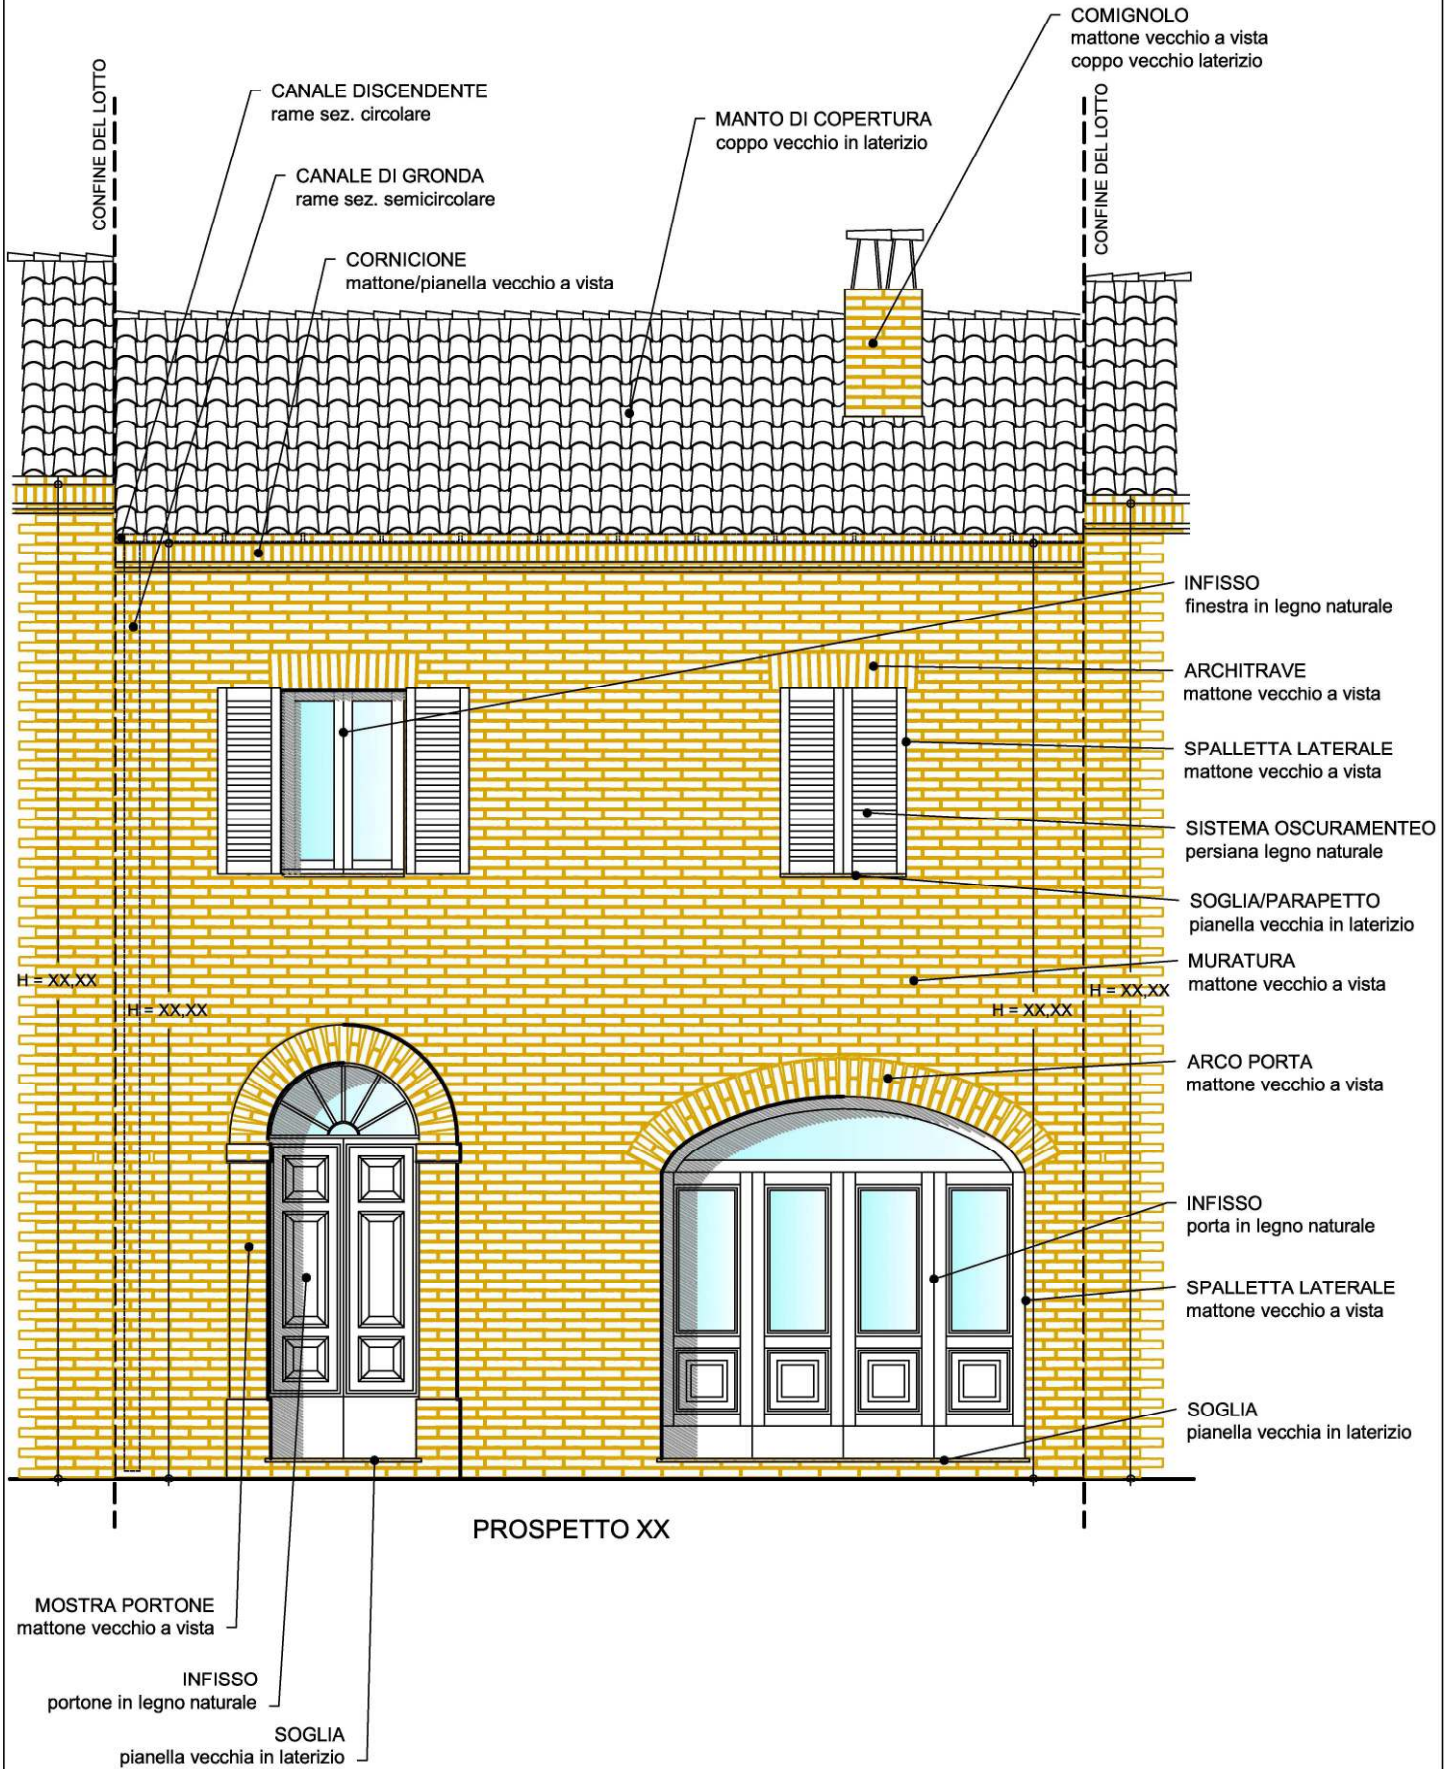 COMIGNOLO
mattone vecchio a vista
coppo vecchio laterizio
CONFINE DEL LOTTO
CANALE DISCENDENTE
rame sez. circolare
MANTO DI COPERTURA
coppo vecchio in laterizio
CONFINE DEL LOTTO
CANALE DI GRONDA
rame sez. semicircolare
CORNICIONE
mattone/pianella vecchio a vista
INFISSO
finestra in legno naturale
ARCHITRAVE
mattone vecchio a vista
SPALLETTA LATERALE
mattone vecchio a vista
SISTEMA OSCURAMENTEO
persiana legno naturale
SOGLIA/PARAPETTO
pianella vecchia in laterizio
MURATURA
mattone vecchio a vista
H = XX,XX
H = XX,XX
H = XX,XX
H = XX,XX
ARCO PORTA
mattone vecchio a vista
INFISSO
porta in legno naturale
SPALLETTA LATERALE
mattone vecchio a vista
SOGLIA
pianella vecchia in laterizio
PROSPETTO XX
MOSTRA PORTONE
mattone vecchio a vista
INFISSO
portone in legno naturale
SOGLIA
pianella vecchia in laterizio